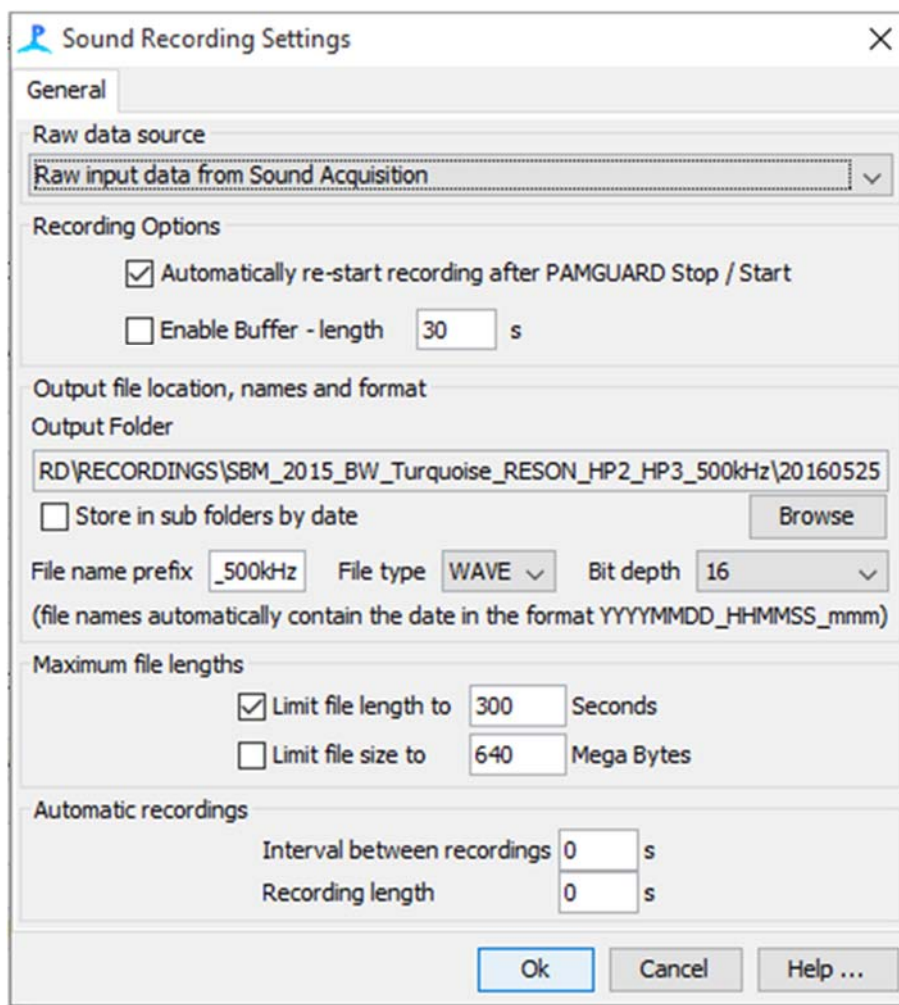 Sound Recording Settings
General
Raw data source
Raw input data from Sound Acquisition
Recording Options
Automatically re-start recording after PAMGUARD Stop / Start
Enable Buffer - length 30 s
Output file location, names and format
Output Folder
RD\RECORDINGS\SBM_2015_BW_Turquoise_RESON_HP2_HP3_500kHz\20160525
Store in sub folders by date Browse
File name prefix _500kHz File type WAVE Bit depth 16
(file names automatically contain the date in the format YYYYMMDD_HHMMSS_mmm)
Maximum file lengths
Limit file length to 300 Seconds
Limit file size to 640 Mega Bytes
Automatic recordings
Interval between recordings 0 s
Recording length 0 s
Ok Cancel Help ...